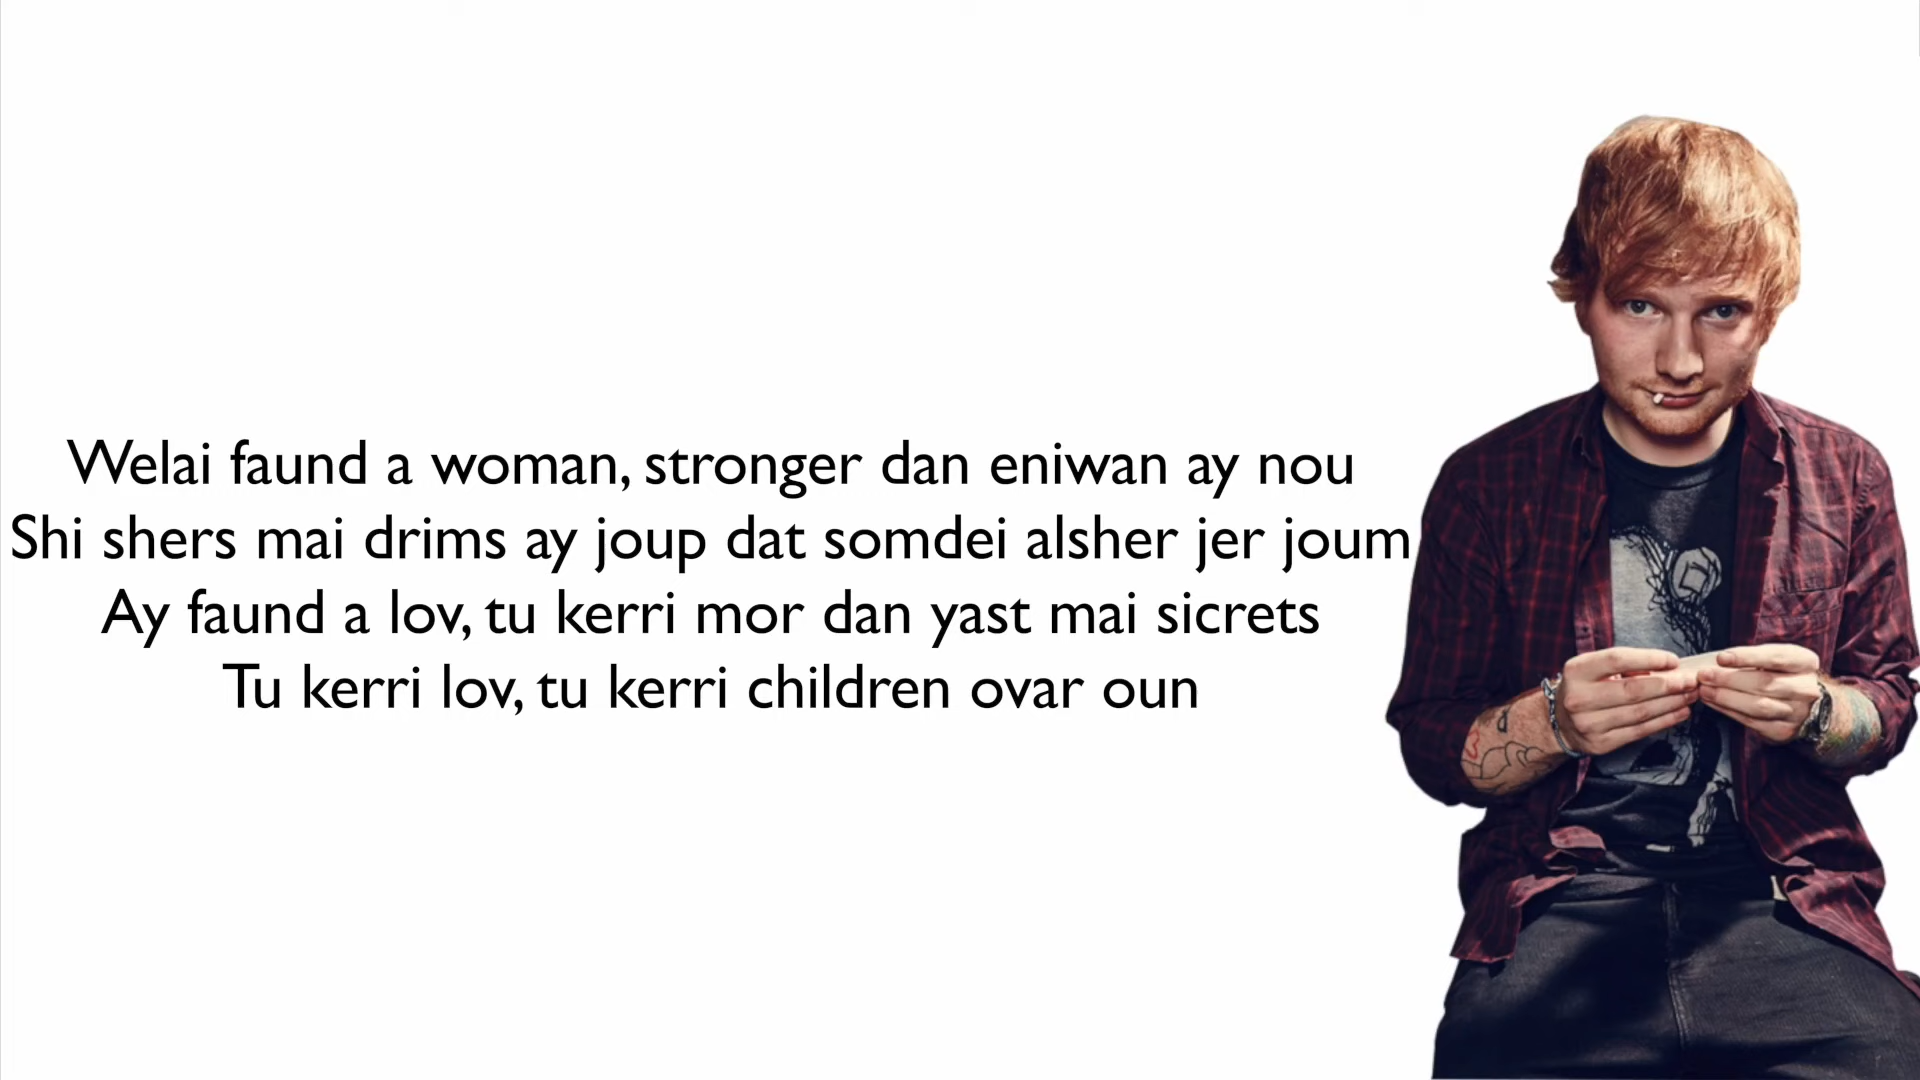 Welai faund a woman, stronger dan eniwan ay nou
Shi shers mai drims ay joup dat somdei alsher jer joum
Ay faund a lov, tu kerri mor dan yast mai sicrets
Tu kerri lov, tu kerri children ovar oun